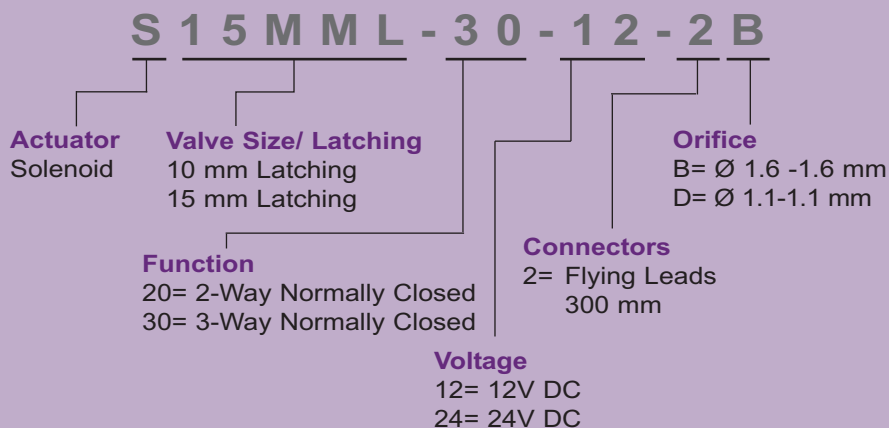 S 15MML-30-12-2B
Actuator
Solenoid
Valve Size/ Latching
10 mm Latching
15 mm Latching
Orifice
B= Ø 1.6 -1.6 mm
D= Ø 1.1-1.1 mm
Function
20= 2-Way Normally Closed
30= 3-Way Normally Closed
Connectors
2= Flying Leads
300 mm
Voltage
12= 12V DC
24= 24V DC